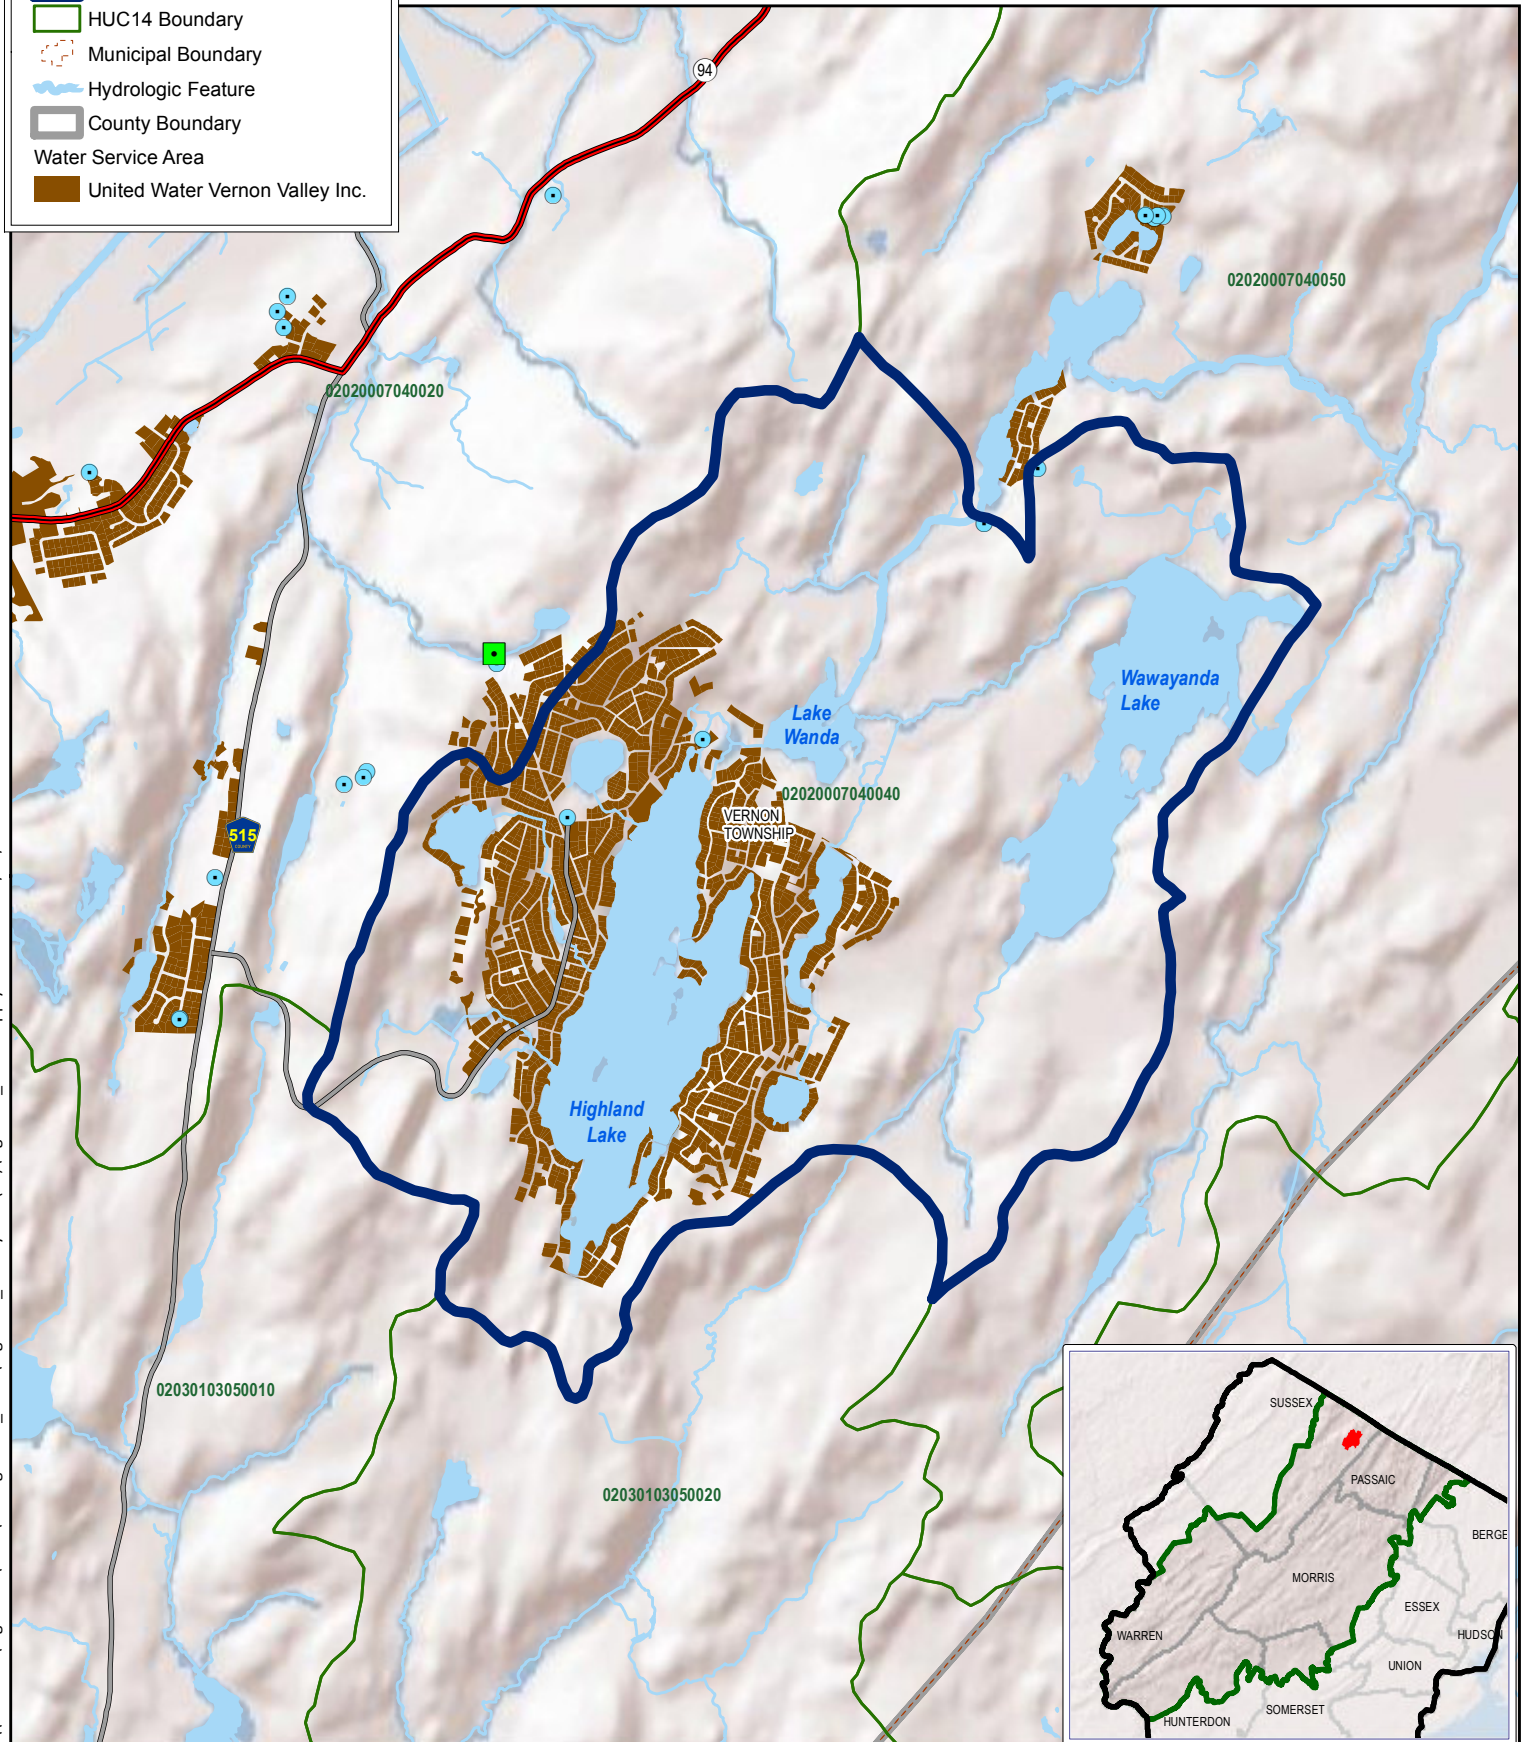 HUC14 Boundary
Municipal Boundary
Hydrologic Feature
County Boundary
Water Service Area
United Water Vernon Valley Inc.
94
02020007040050
02020007040020
Wawayanda
Lake
Lake
Wanda
02020007040040
VERNON
TOWNSHIP
515
COUNTY
Highland
Lake
02030103050010
02030103050020
SUSSEX
PASSAIC
BERGE
MORRIS
ESSEX
WARREN
HUDSON
UNION
SOMERSET
HUNTERDON